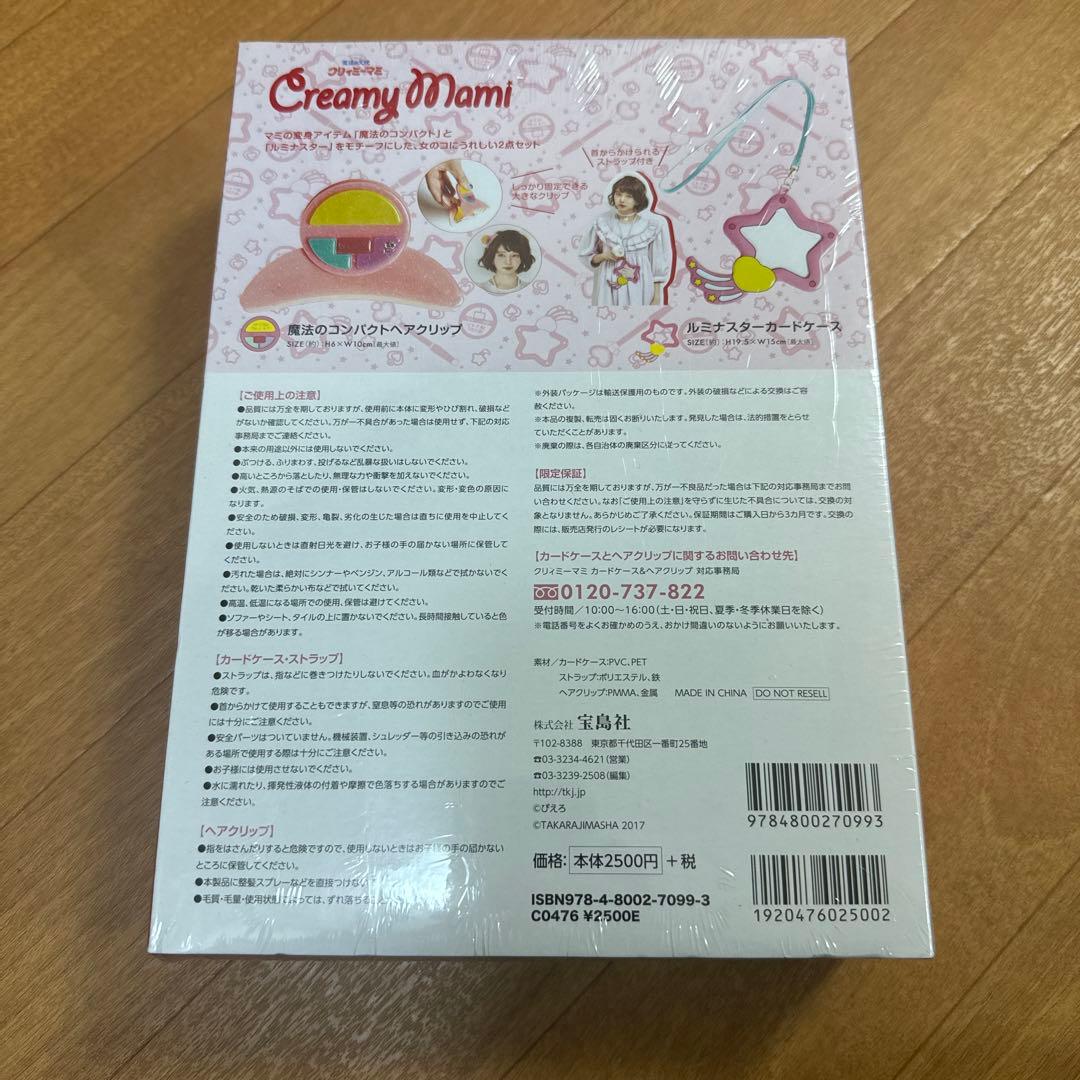 魔法の天使
クリィミーマミ
Creamy Mami
マミの変身アイテム「魔法のコンパクト」と
「ルミナスター」をモチーフにした、女のコにうれしい2点セット
首からかけられる
ストラップ付き
しっかり固定できる
大きなクリップ
魔法のコンパクトヘアクリップ
SIZE(約):H6×W10cm[最大値]
ルミナスターカードケース
SIZE(約):H19.5×W15cm[最大値]
【ご使用上の注意】
●品質には万全を期しておりますが、使用前に本体に変形やひび割れ、破損など
がないか確認してください。万が一不具合があった場合は使用せず、下記の対応
事務局までご連絡ください。
●本来の用途以外には使用しないでください。
●ぶつける、ふりまわす、投げるなど乱暴な扱いはしないでください。
●高いところから落としたり、無理な力や衝撃を加えないでください。
●火気、熱源のそばでの使用・保管はしないでください。変形・変色の原因に
なります。
●安全のため破損、変形、亀裂、劣化の生じた場合は直ちに使用を中止してく
ださい。
●使用しないときは直射日光を避け、お子様の手の届かない場所に保管して
ください。
●汚れた場合は、絶対にシンナーやベンジン、アルコール類などで拭かないでく
ださい。乾いた柔らかい布などで拭いてください。
●高温、低温になる場所での使用、保管は避けてください。
●ソファーやシート、タイルの上に置かないでください。長時間接触していると色
が移る場合があります。
【カードケース・ストラップ】
●ストラップは、指などに巻きつけたりしないでください。血がかよわなくなり
危険です。
●首からかけて使用することもできますが、窒息等の恐れがありますのでご使用
には十分にご注意ください。
●安全パーツはついていません。機械装置、シュレッダー等の引き込みの恐れが
ある場所で使用する際は十分にご注意ください。
●お子様には使用させないでください。
●水に濡れたり、揮発性液体の付着や摩擦で色落ちする場合がありますのでご
注意ください。
【ヘアクリップ】
●指をはさんだりすると危険ですので、使用しないときはお子様の手の届かない
ところに保管してください。
●本製品に整髪スプレーなどを直接つけない
●毛質・毛量・使用状態によっては、ずれ落ちること
※外装パッケージは輸送保護用のものです。外装の破損などによる交換はご容
赦ください。
※本品の複製、転売は固くお断りいたします。発見した場合は、法的措置をとらせ
ていただくことがあります。
※廃棄の際は、各自治体の廃棄区分に従ってください。
【限定保証】
品質には万全を期しておりますが、万が一不良品だった場合は下記の対応事務局までお問
い合わせください。なお「ご使用上の注意」を守らずに生じた不具合については、交換の対
象となりません。あらかじめご了承ください。保証期間はご購入日から3カ月です。交換の
際には、販売店発行のレシートが必要になります。
【カードケースとヘアクリップに関するお問い合わせ先】
クリィミーマミ カードケース&ヘアクリップ 対応事務局
0120-737-822
受付時間/10:00〜16:00(土・日・祝日、夏季・冬季休業日を除く)
※電話番号をよくお確かめのうえ、おかけ間違いのないようにお願いいたします。
素材/カードケース:PVC、PET
ストラップ:ポリエステル、鉄
ヘアクリップ:PMMA、金属 MADE IN CHINA DO NOT RESELL
株式会社 宝島社
〒102-8388 東京都千代田区一番町25番地
☎03-3234-4621(営業)
☎03-3239-2508(編集)
http://tkj.jp
©ぴえろ
©TAKARAJIMASHA 2017
価格:本体2500円+税
ISBN978-4-8002-7099-3
C0476 ¥2500E
9784800270993
1920476025002